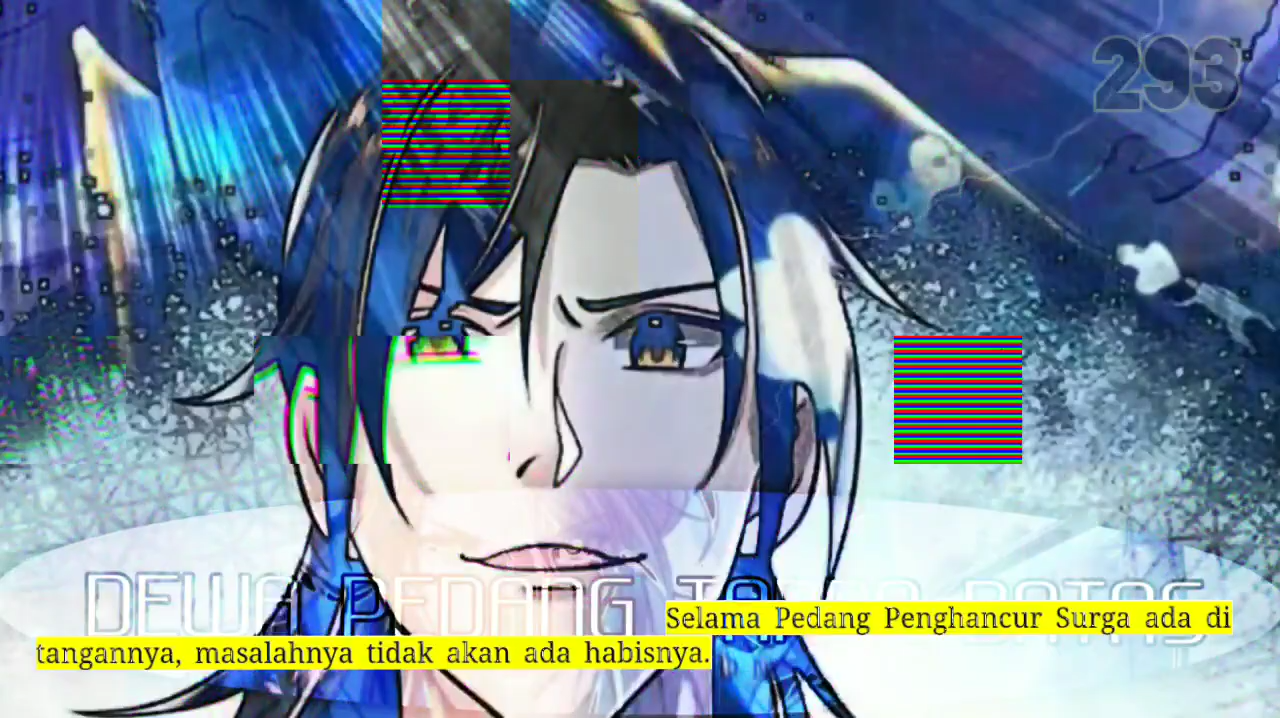 293
DEWA PEDANG TANPA BATAS
Selama Pedang Penghancur Surga ada di
tangannya, masalahnya tidak akan ada habisnya.